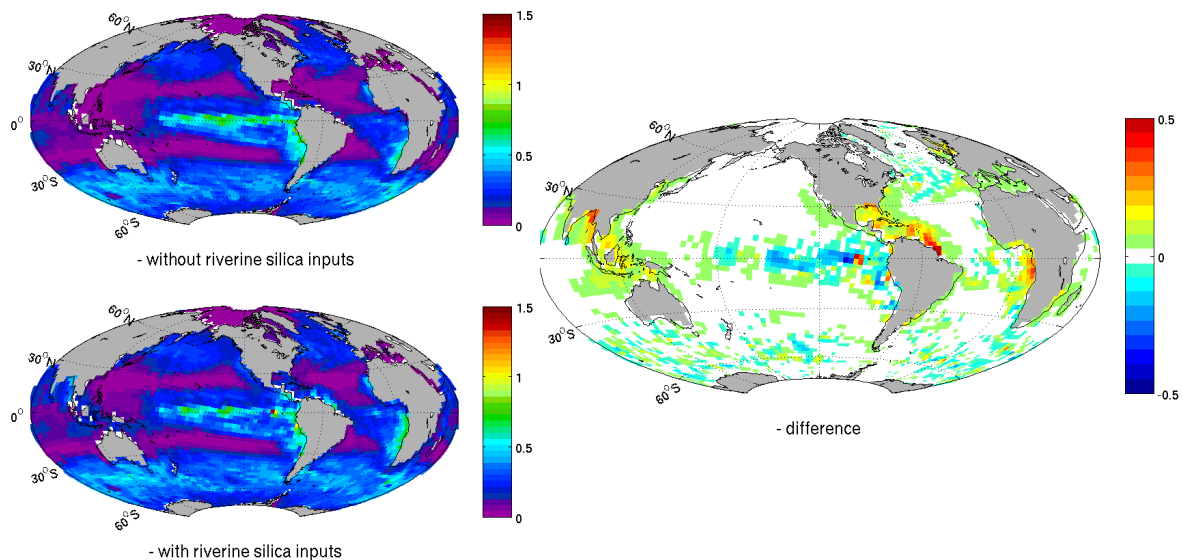 60°N
30°N
0°
30°S
60°S
1.5
1
0.5
0
- without riverine silica inputs
60°N
30°N
0°
30°S
60°S
1.5
1
0.5
0
- with riverine silica inputs
60°N
30°N
0°
30°S
60°S
0.5
0
-0.5
- difference